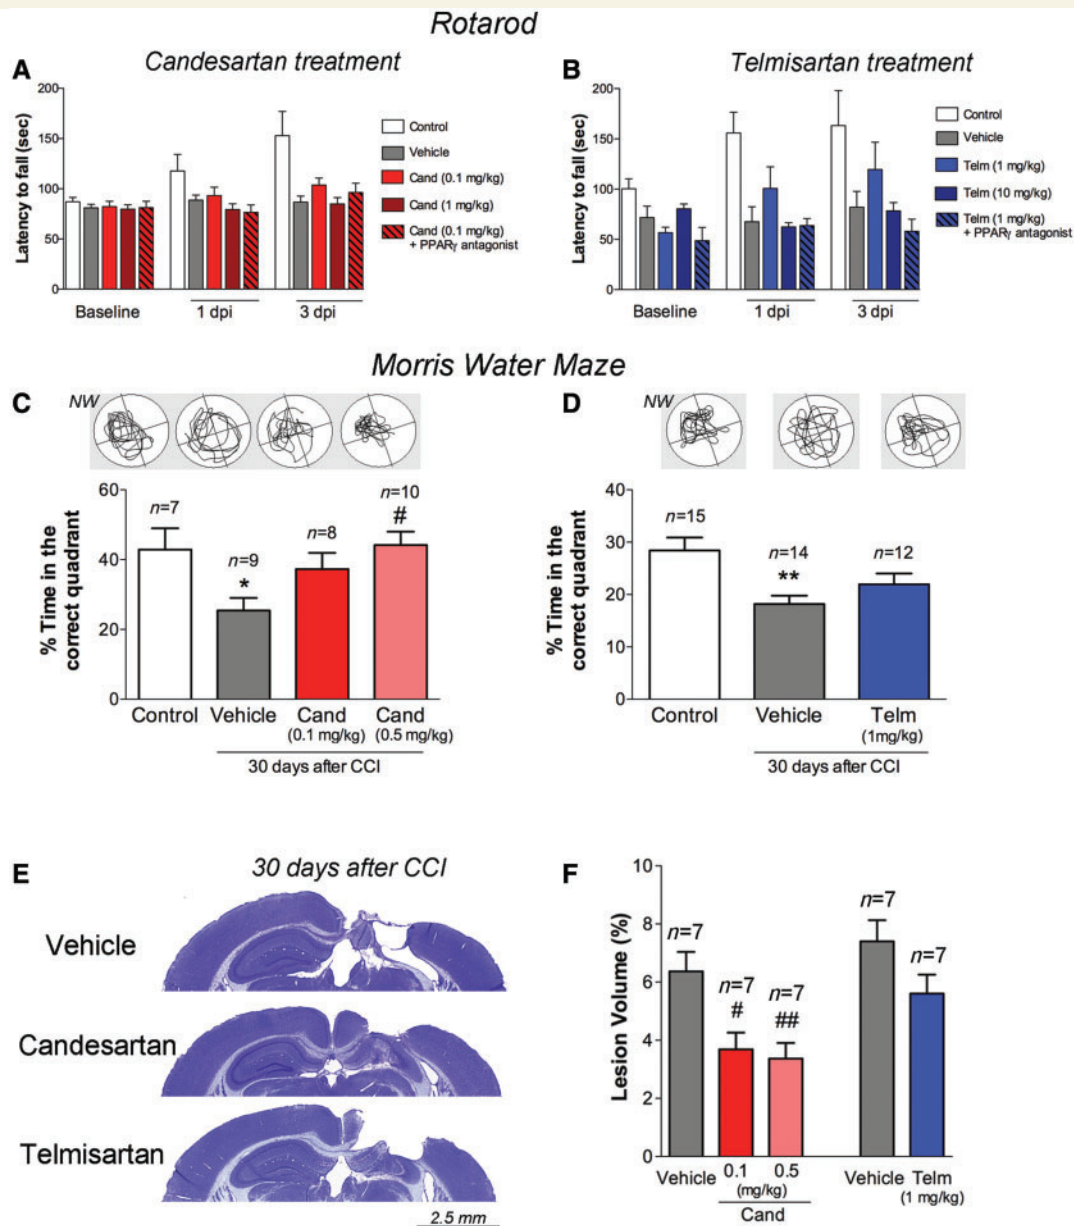 Rotarod
A
Candesartan treatment
Latency to fall (sec)
200
150
100
50
0
Baseline
1 dpi
3 dpi
Control
Vehicle
Cand (0.1 mg/kg)
Cand (1 mg/kg)
Cand (0.1 mg/kg)
+ PPARγ antagonist
B
Telmisartan treatment
Latency to fall (sec)
200
150
100
50
0
Baseline
1 dpi
3 dpi
Control
Vehicle
Telm (1 mg/kg)
Telm (10 mg/kg)
Telm (1 mg/kg)
+ PPARγ antagonist
Morris Water Maze
C
NW
% Time in the
correct quadrant
60
40
20
0
n=7
n=9
*
n=8
n=10
#
Control
Vehicle
Cand
(0.1 mg/kg)
Cand
(0.5 mg/kg)
30 days after CCI
D
NW
% Time in the
correct quadrant
40
30
20
10
0
n=15
n=14
**
n=12
Control
Vehicle
Telm
(1mg/kg)
30 days after CCI
E
30 days after CCI
Vehicle
Candesartan
Telmisartan
2.5 mm
F
Lesion Volume (%)
10
8
6
4
2
0
n=7
n=7
#
n=7
##
n=7
n=7
Vehicle
0.1
0.5
(mg/kg)
Cand
Vehicle
Telm
(1 mg/kg)